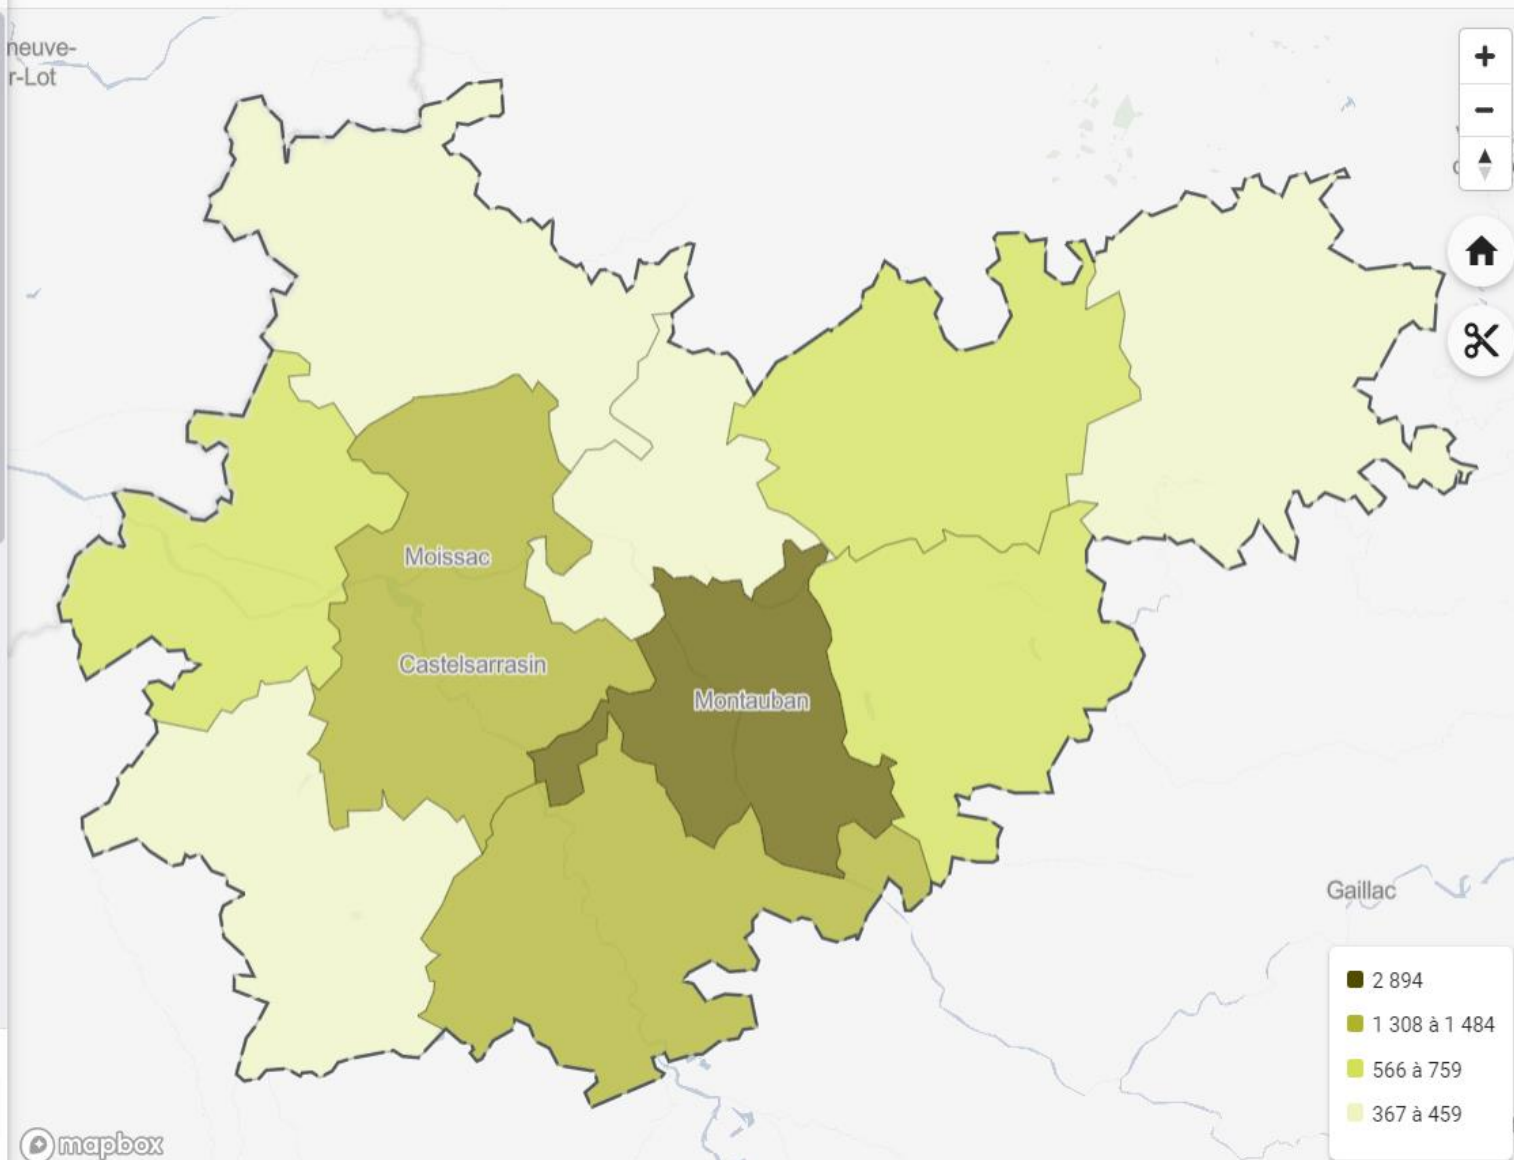 neuve-
r-Lot
Moissac
Castelsarrasin
Montauban
Gaillac
2 894
1 308 à 1 484
566 à 759
367 à 459
mapbox